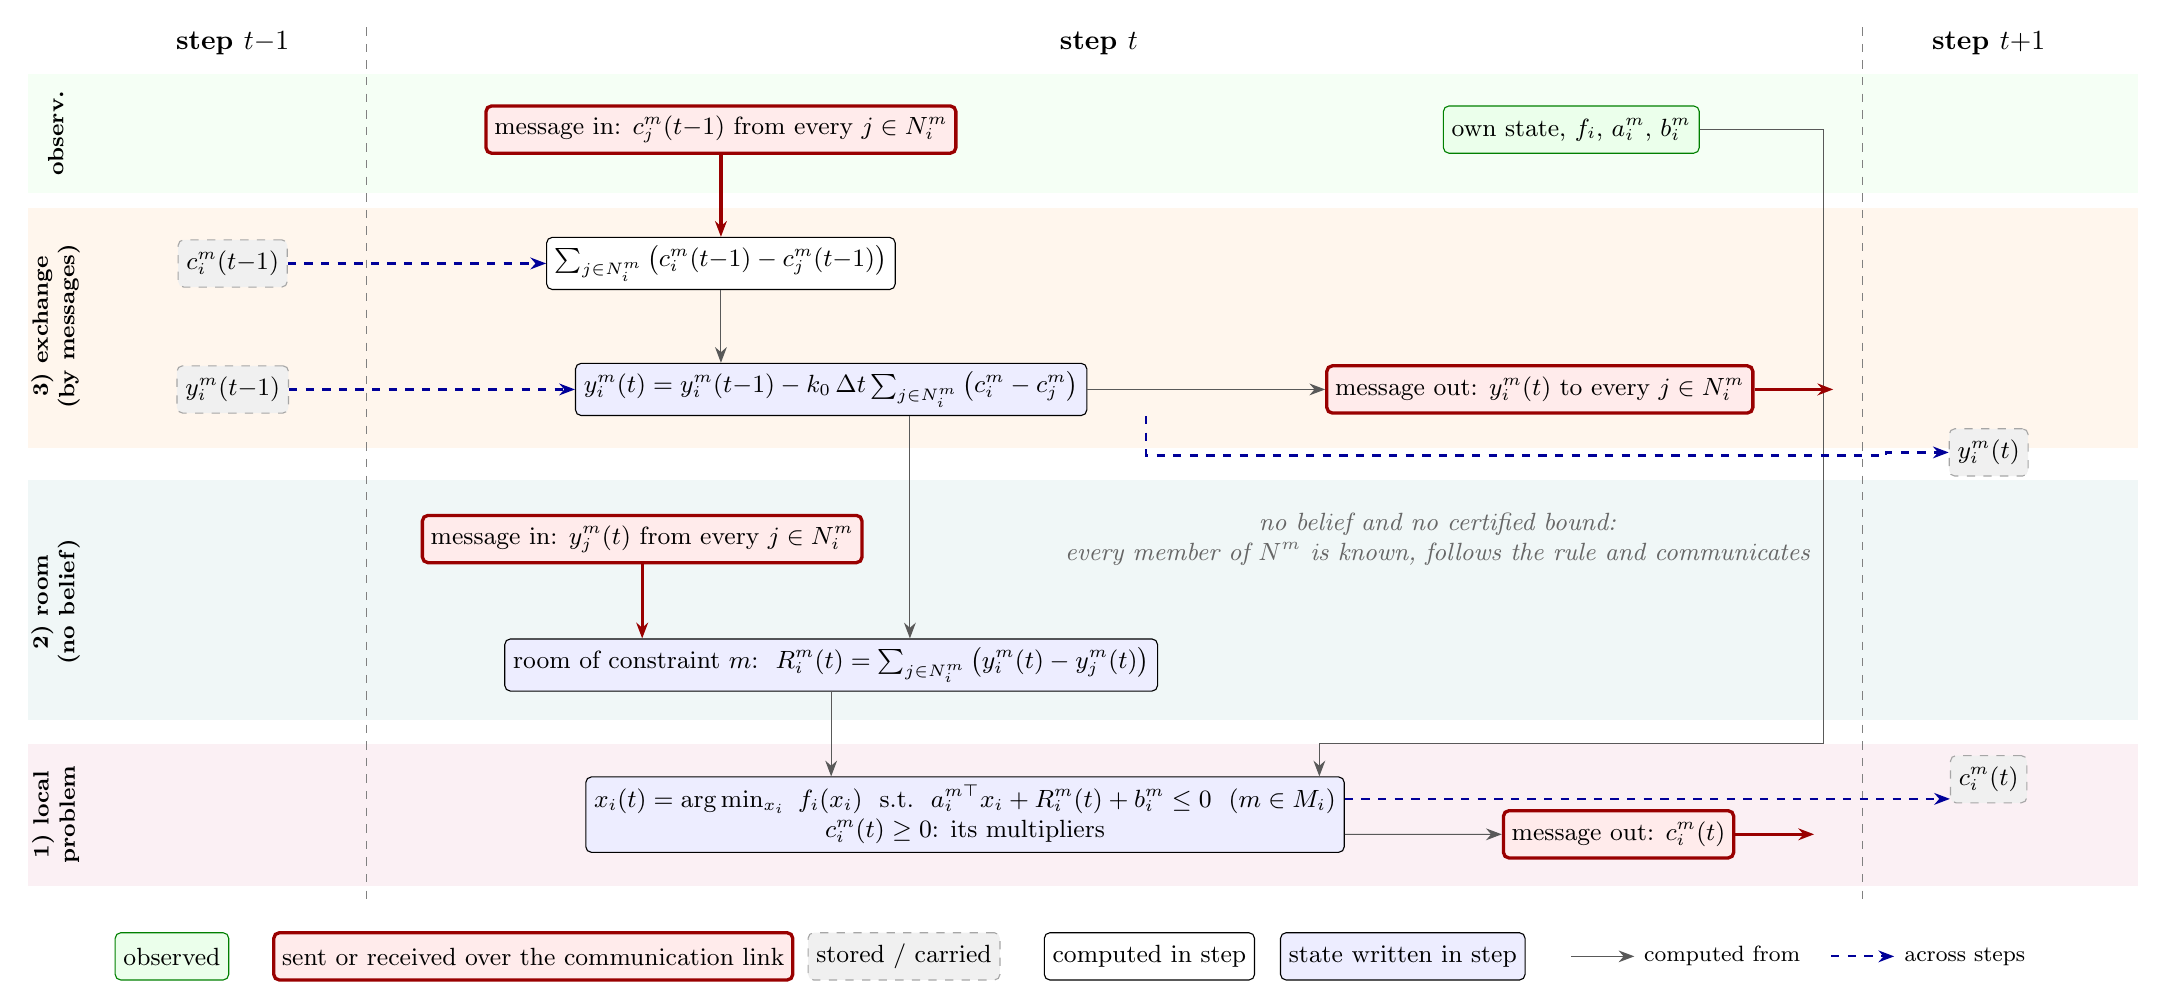 step t−1
step t
step t+1
observ.
message in: c_j^m(t−1) from every j ∈ N_i^m
own state, f_i, a_i^m, b_i^m
3) exchange
(by messages)
c_i^m(t−1)
∑_{j∈N_i^m} (c_i^m(t−1) − c_j^m(t−1))
y_i^m(t−1)
y_i^m(t) = y_i^m(t−1) − k_0 Δt ∑_{j∈N_i^m} (c_i^m − c_j^m)
message out: y_i^m(t) to every j ∈ N_i^m
y_i^m(t)
2) room
(no belief)
message in: y_j^m(t) from every j ∈ N_i^m
no belief and no certified bound:
every member of N^m is known, follows the rule and communicates
room of constraint m: R_i^m(t) = ∑_{j∈N_i^m} (y_i^m(t) − y_j^m(t))
1) local
problem
x_i(t) = arg min_{x_i} f_i(x_i) s.t. a_i^{m⊤} x_i + R_i^m(t) + b_i^m ≤ 0 (m ∈ M_i)
c_i^m(t) ≥ 0: its multipliers
c_i^m(t)
message out: c_i^m(t)
observed
sent or received over the communication link
stored / carried
computed in step
state written in step
computed from
across steps